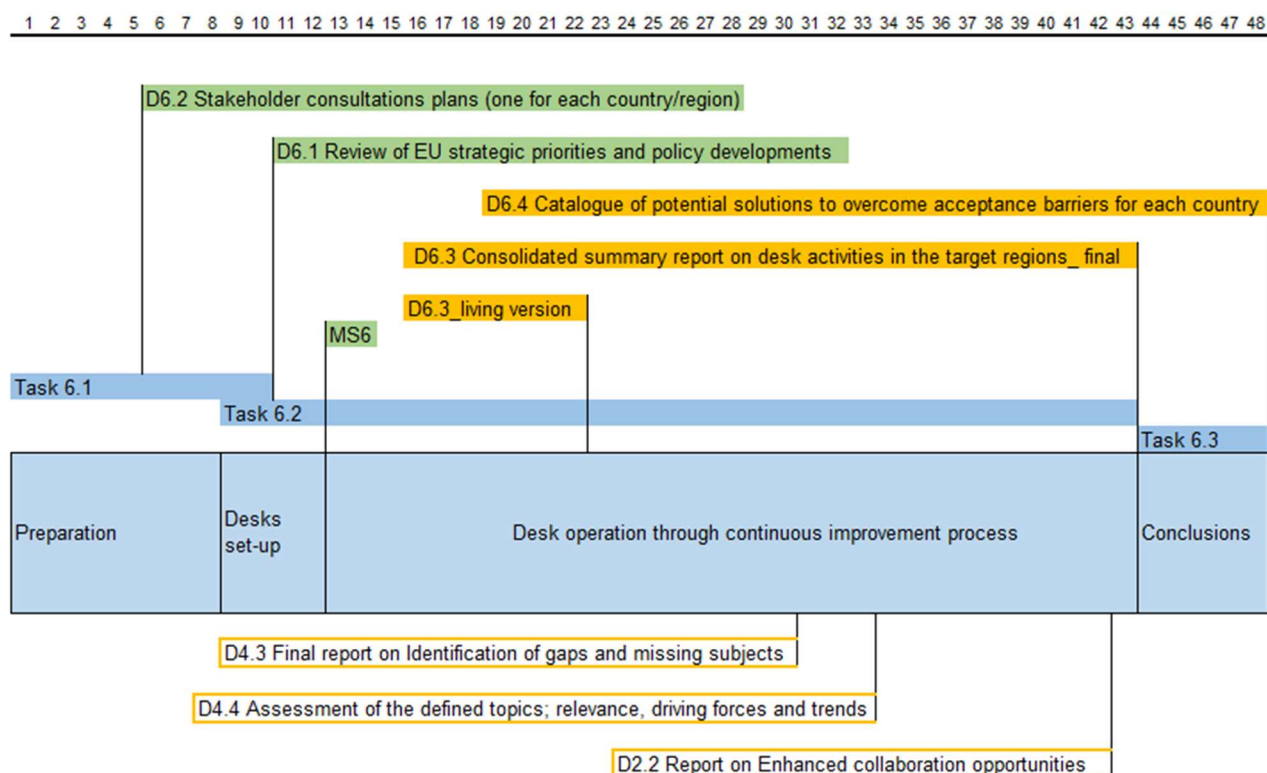 1 2 3 4 5 6 7 8 9 10 11 12 13 14 15 16 17 18 19 20 21 22 23 24 25 26 27 28 29 30 31 32 33 34 35 36 37 38 39 40 41 42 43 44 45 46 47 48
D6.2 Stakeholder consultations plans (one for each country/region)
D6.1 Review of EU strategic priorities and policy developments
D6.4 Catalogue of potential solutions to overcome acceptance barriers for each country
D6.3 Consolidated summary report on desk activities in the target regions_ final
D6.3_living version
MS6
Task 6.1
Task 6.2
Task 6.3
Preparation
Desks
set-up
Desk operation through continuous improvement process
Conclusions
D4.3 Final report on Identification of gaps and missing subjects
D4.4 Assessment of the defined topics; relevance, driving forces and trends
D2.2 Report on Enhanced collaboration opportunities